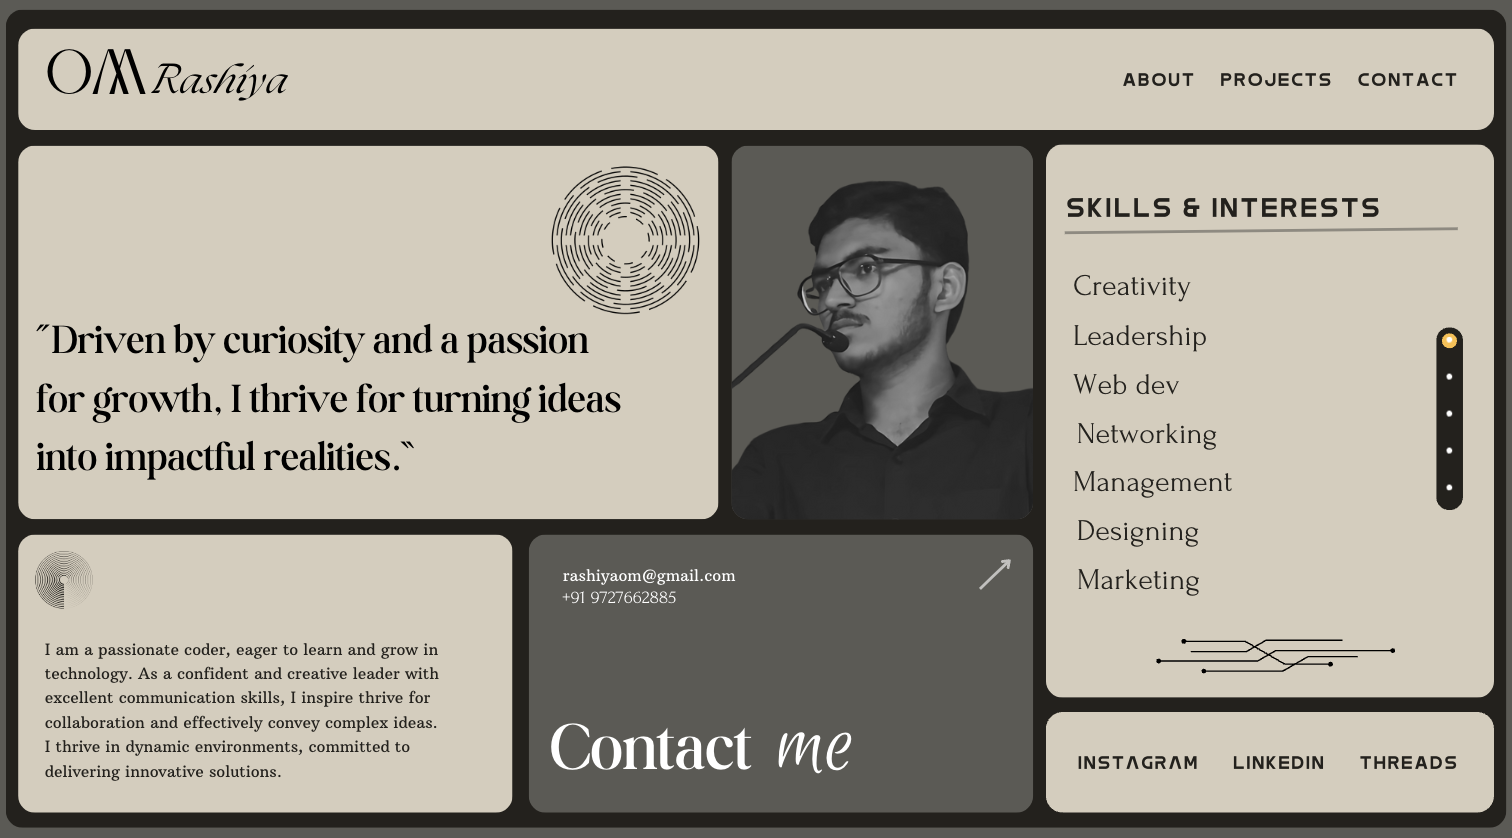 OM Rashiya
ABOUT PROJECTS CONTACT
"Driven by curiosity and a passion
for growth, I thrive for turning ideas
into impactful realities."
SKILLS & INTERESTS
Creativity
Leadership
Web dev
Networking
Management
Designing
Marketing
I am a passionate coder, eager to learn and grow in
technology. As a confident and creative leader with
excellent communication skills, I inspire thrive for
collaboration and effectively convey complex ideas.
I thrive in dynamic environments, committed to
delivering innovative solutions.
rashiyaom@gmail.com
+91 9727662885
Contact me
INSTAGRAM LINKEDIN THREADS